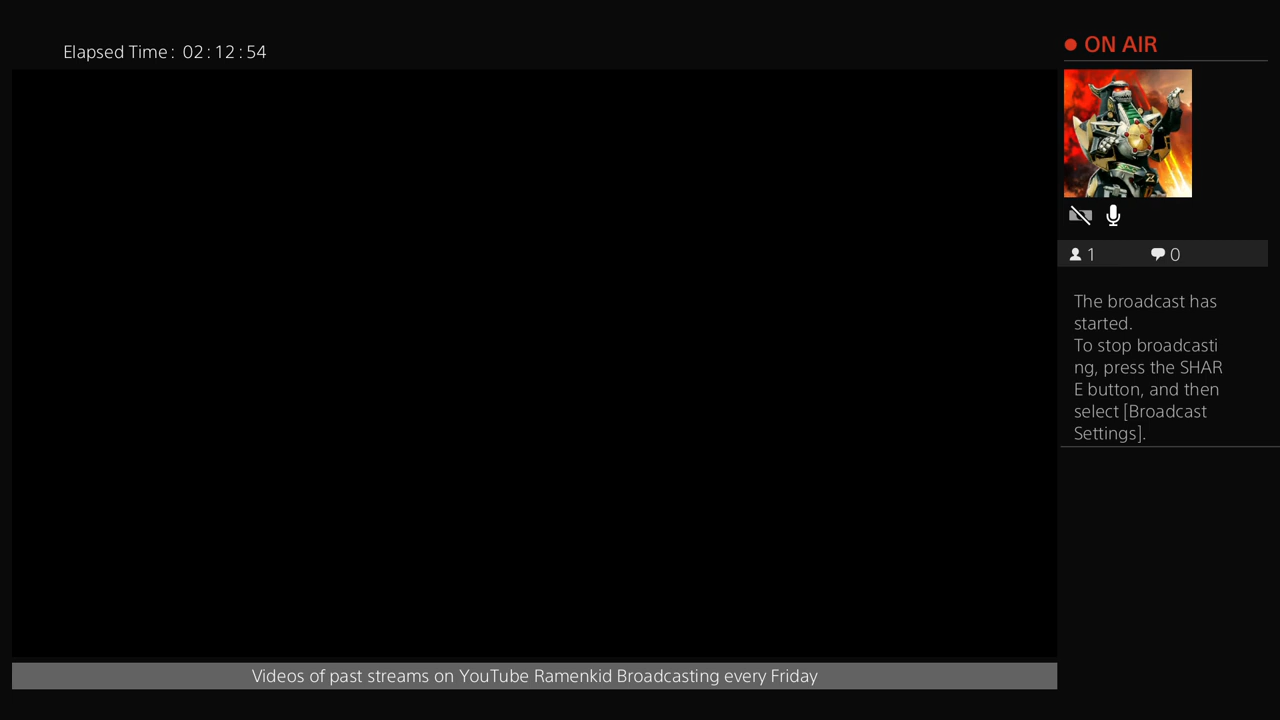 Elapsed Time: 02:12:54
ON AIR
1
0
The broadcast has
started.
To stop broadcasti
ng, press the SHAR
E button, and then
select [Broadcast
Settings].
Videos of past streams on YouTube Ramenkid Broadcasting every Friday